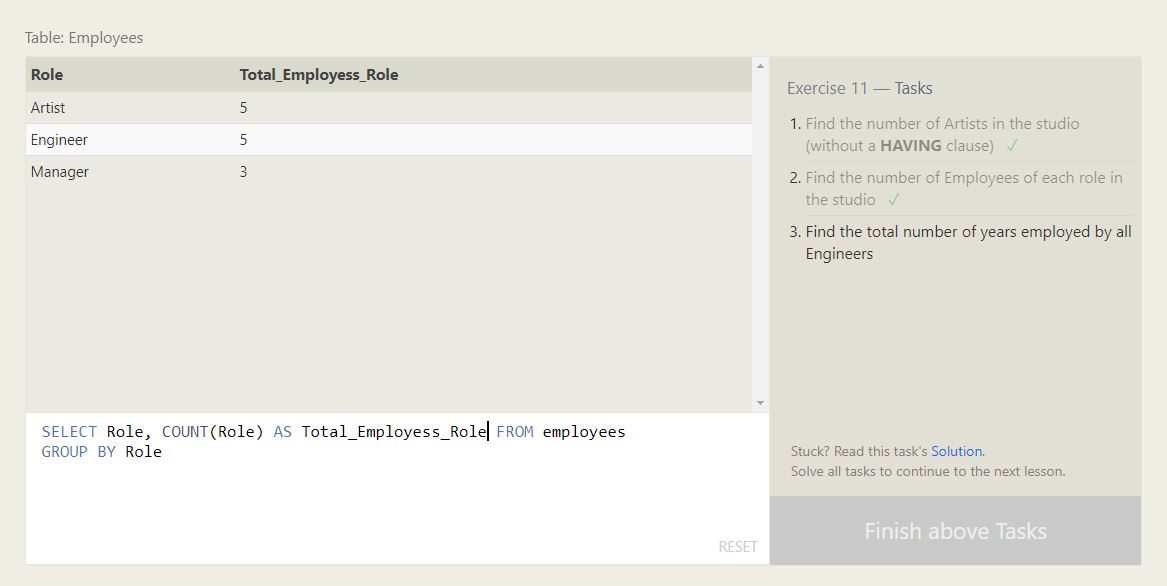 Table: Employees
Role Total_Employess_Role
Artist 5
Engineer 5
Manager 3
SELECT Role, COUNT(Role) AS Total_Employess_Role FROM employees
GROUP BY Role
RESET
Exercise 11 — Tasks
1. Find the number of Artists in the studio
(without a HAVING clause) ✓
2. Find the number of Employees of each role in
the studio ✓
3. Find the total number of years employed by all
Engineers
Stuck? Read this task's Solution.
Solve all tasks to continue to the next lesson.
Finish above Tasks